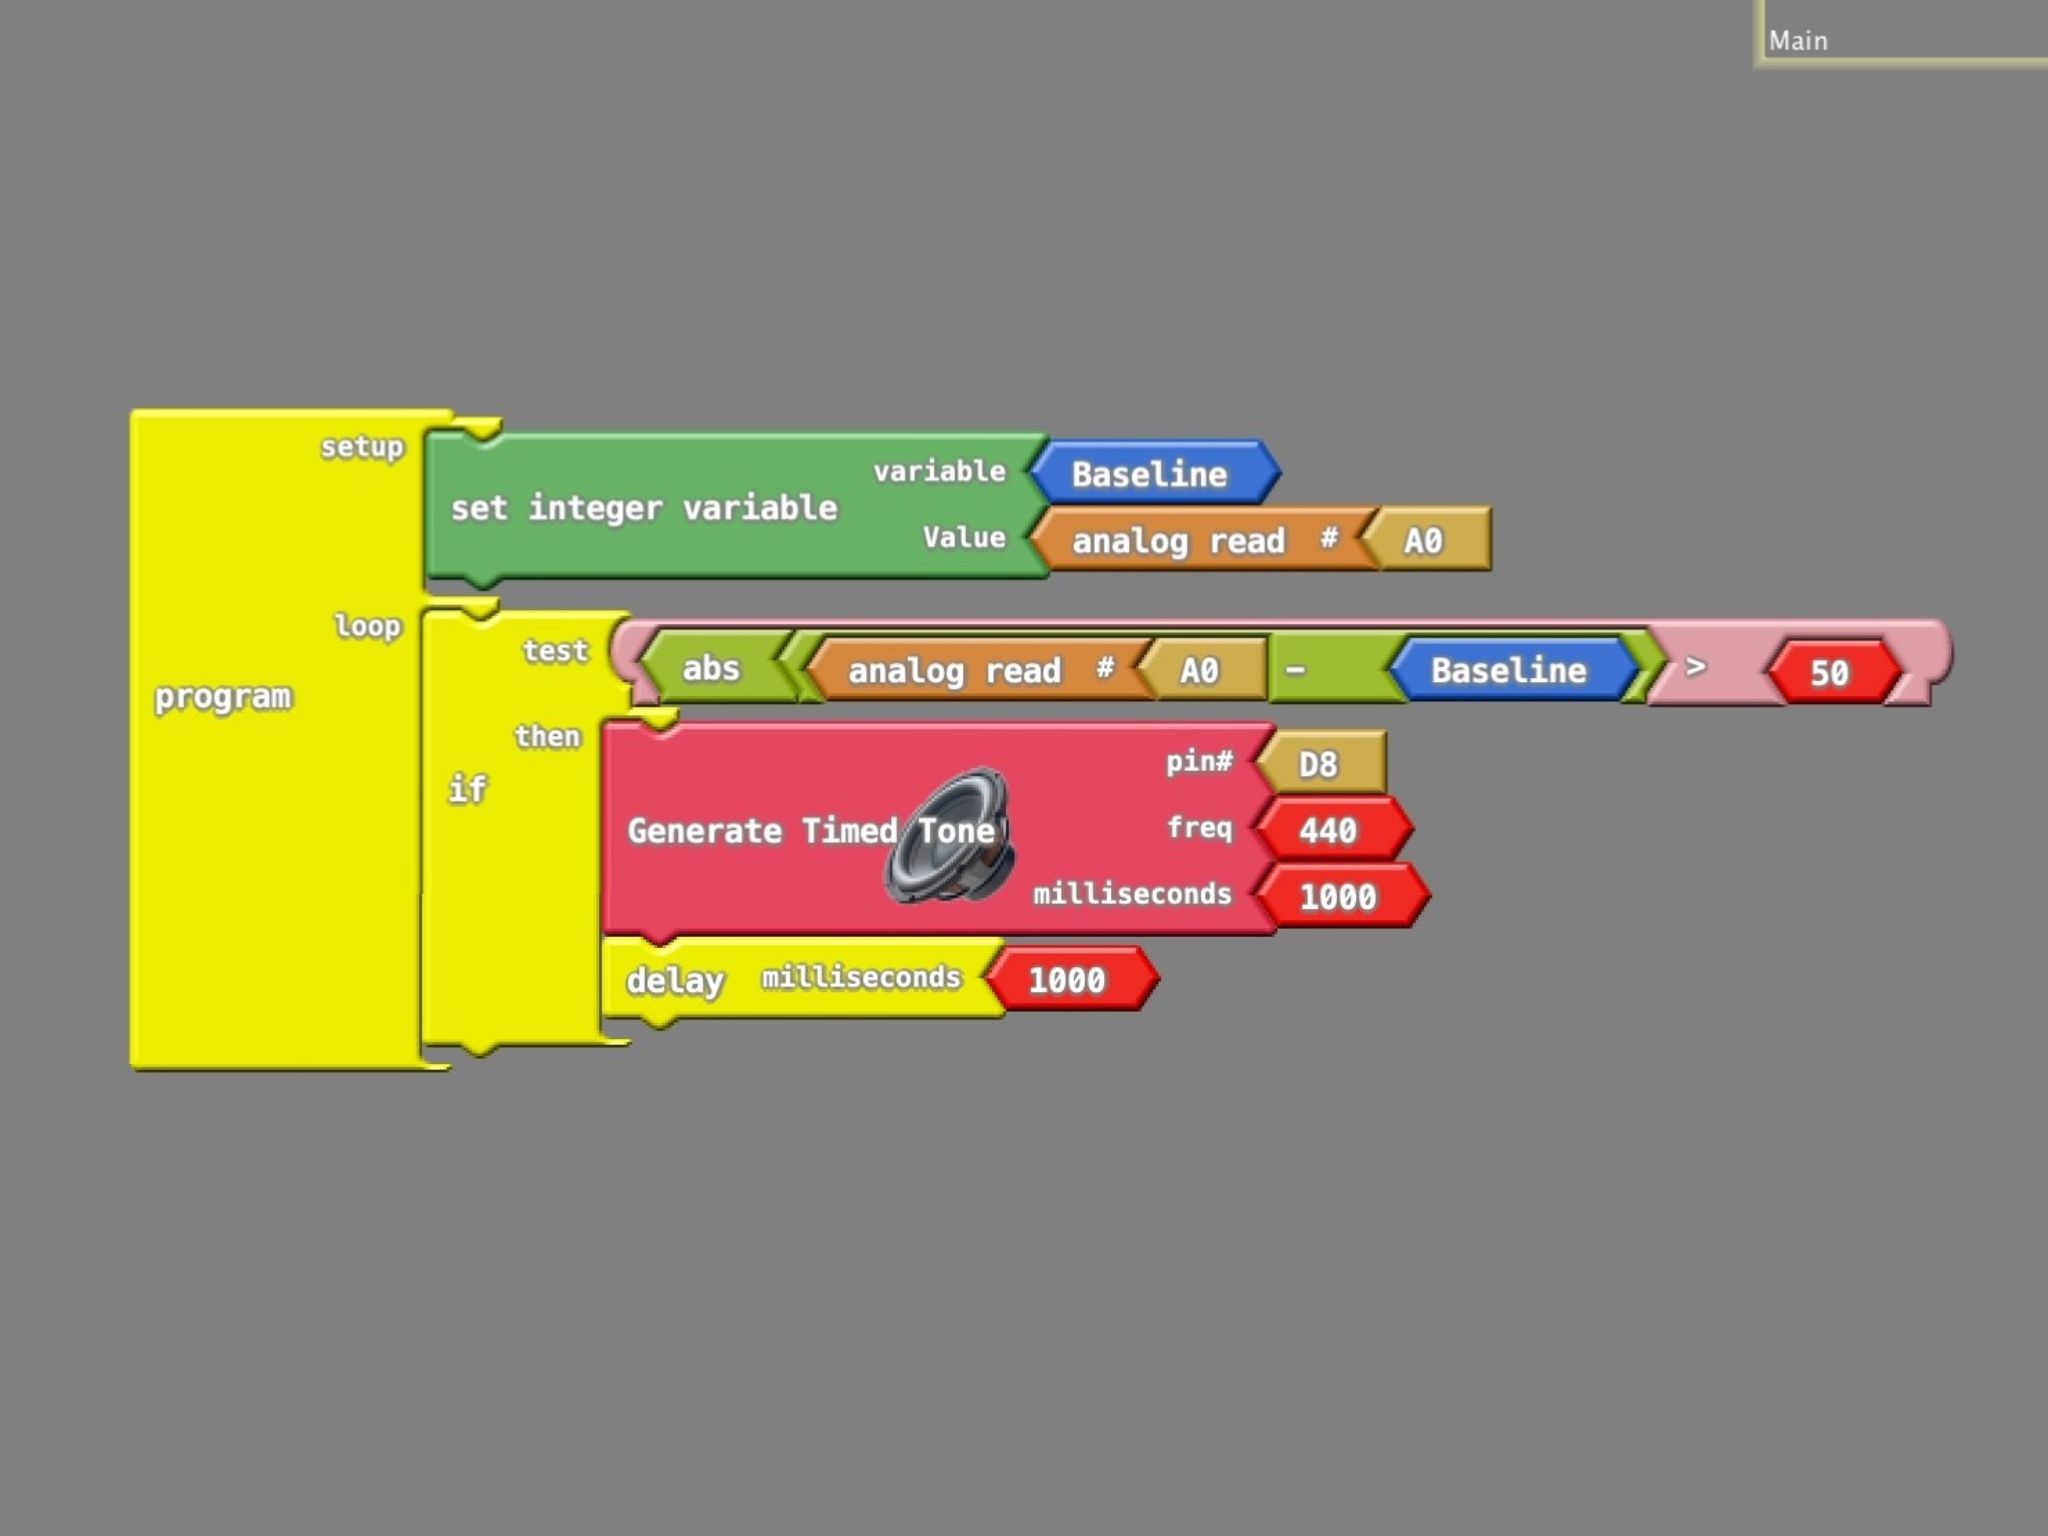 Main
setup
variable Baseline
set integer variable
Value analog read # A0
loop
test abs analog read # A0 - Baseline > 50
program
then
if
pin# D8
Generate Timed Tone freq 440
milliseconds 1000
delay milliseconds 1000